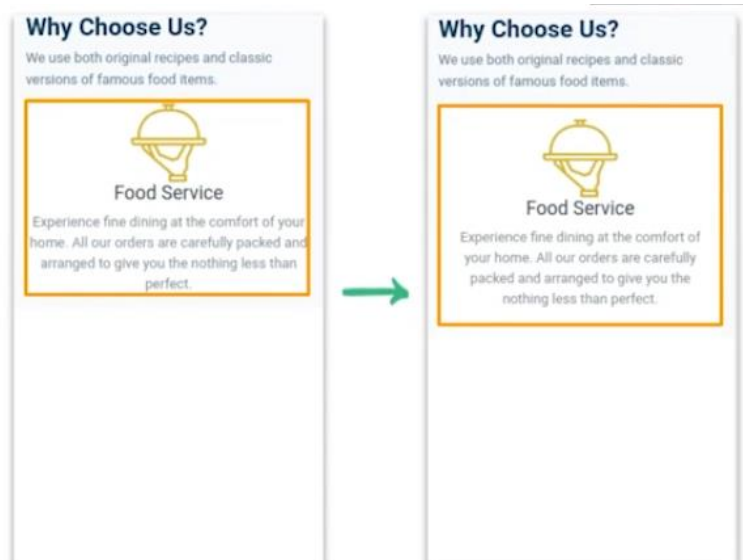 Why Choose Us?
We use both original recipes and classic
versions of famous food items.
Food Service
Experience fine dining at the comfort of your
home. All our orders are carefully packed and
arranged to give you the nothing less than
perfect.
Why Choose Us?
We use both original recipes and classic
versions of famous food items.
Food Service
Experience fine dining at the comfort of
your home. All our orders are carefully
packed and arranged to give you the
nothing less than perfect.